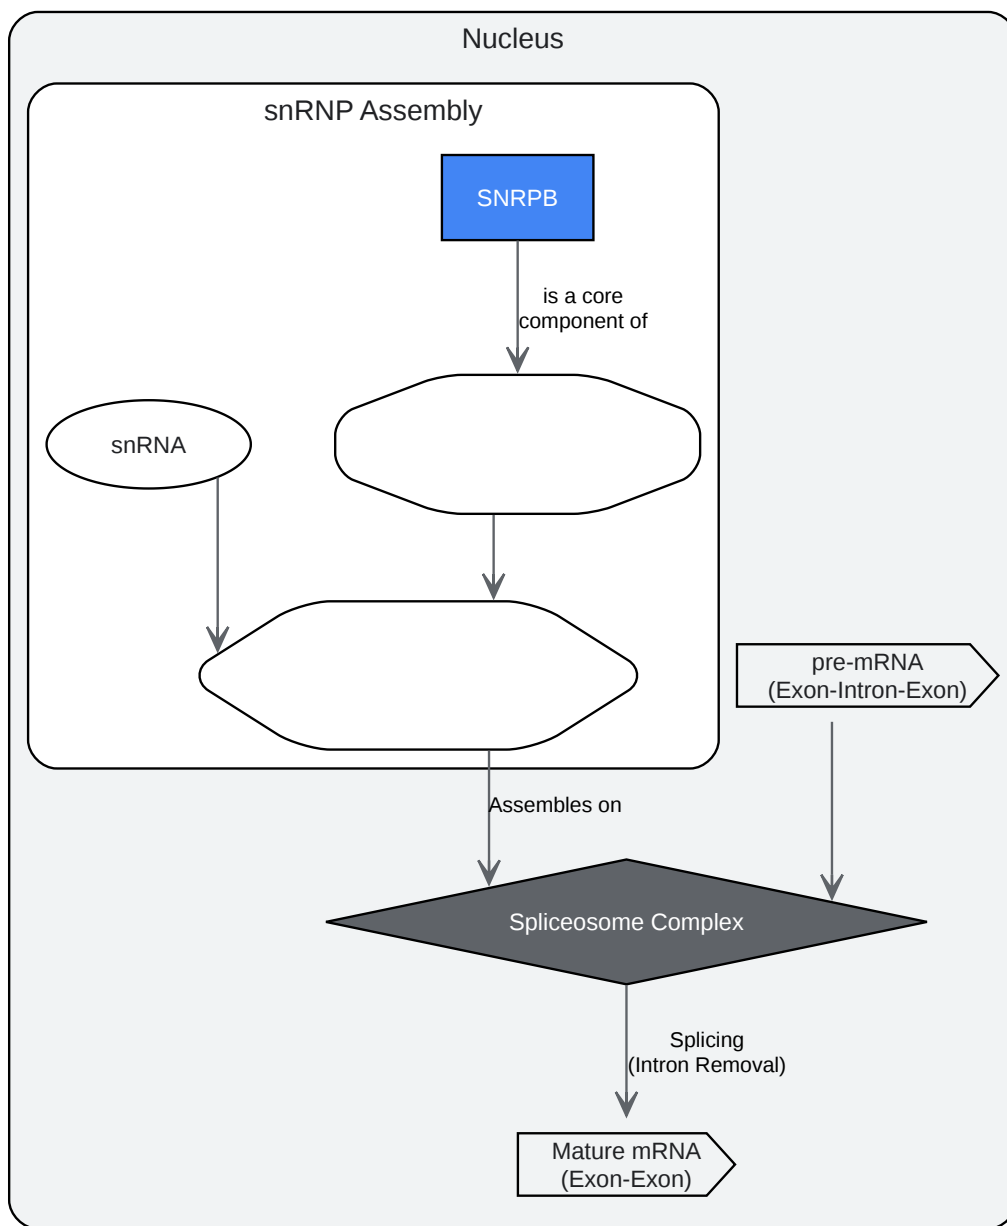 Nucleus
snRNP Assembly
SNRPB
is a core
component of
snRNA
pre-mRNA
(Exon-Intron-Exon)
Assembles on
Spliceosome Complex
Splicing
(Intron Removal)
Mature mRNA
(Exon-Exon)